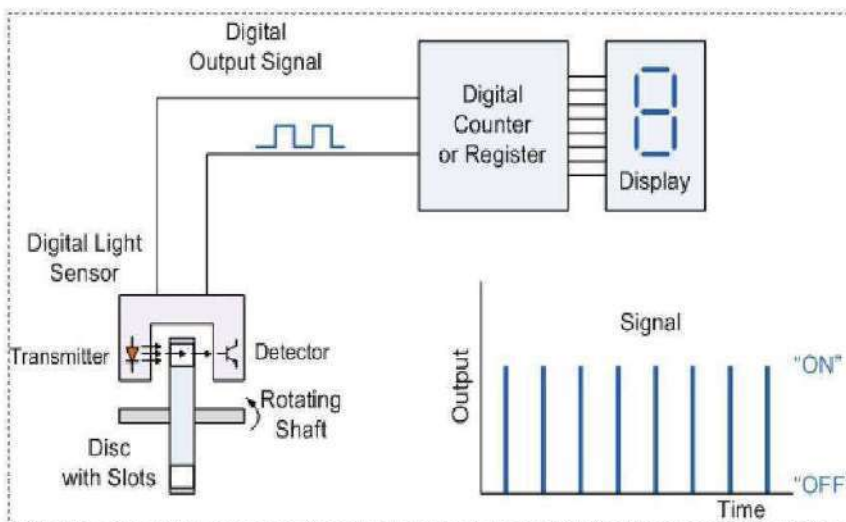 Digital
Output Signal
Digital
Counter
or Register
Display
Digital Light
Sensor
Transmitter
Detector
Rotating
Shaft
Disc
with Slots
Signal
Output
"ON"
"OFF"
Time